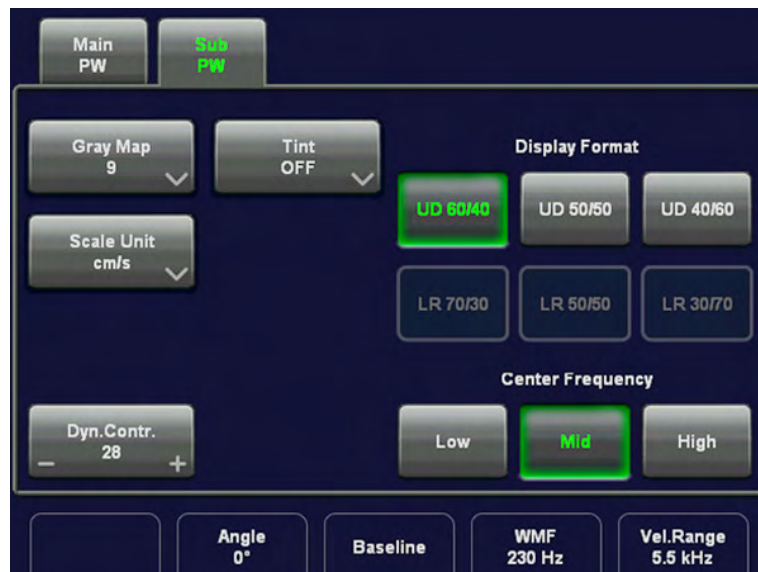 Main
PW
Sub
PW
Gray Map
9
Tint
OFF
Scale Unit
cm/s
Display Format
UD 60/40
UD 50/50
UD 40/60
LR 70/30
LR 50/50
LR 30/70
Center Frequency
Dyn.Contr.
28
- +
Low
Mid
High
Angle
0°
Baseline
WMF
230 Hz
Vel.Range
5.5 kHz